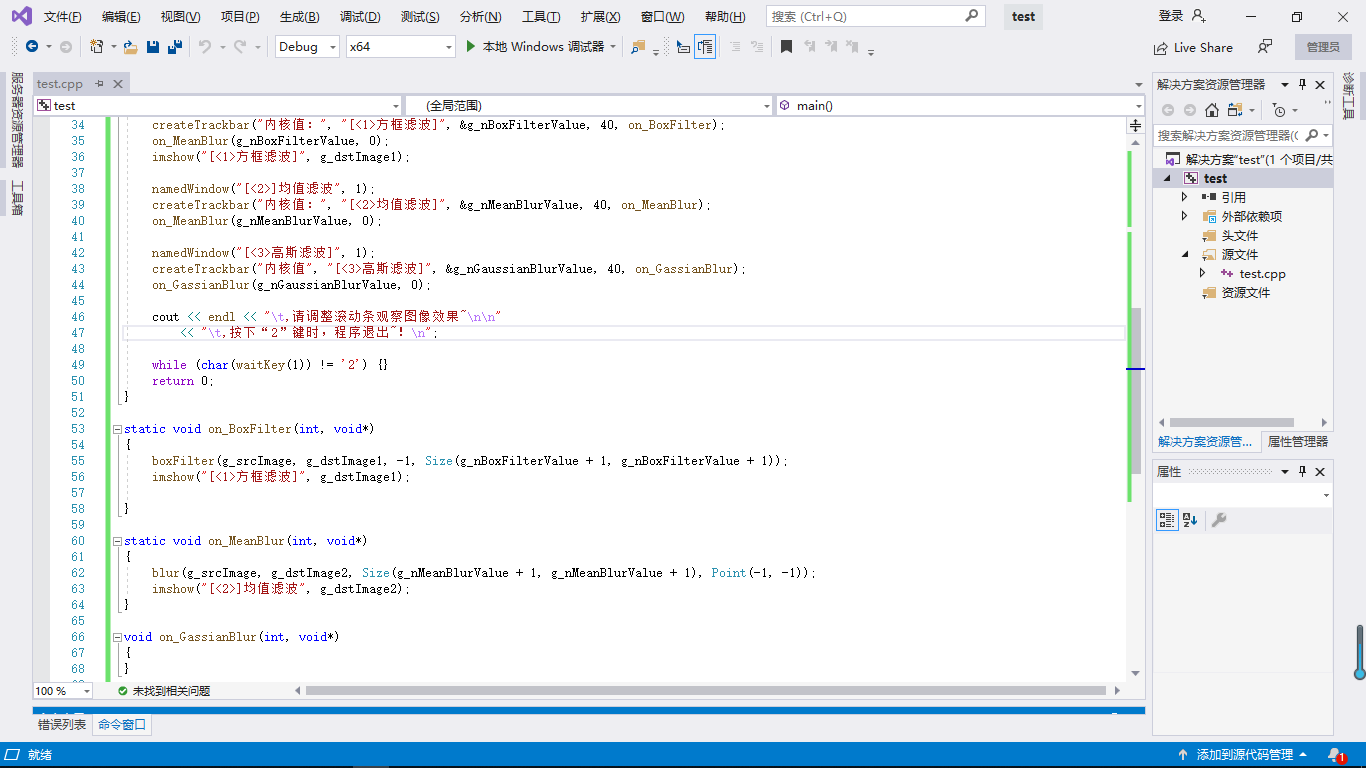 文件(F) 编辑(E) 视图(V) 项目(P) 生成(B) 调试(D) 测试(S) 分析(N) 工具(T) 扩展(X) 窗口(W) 帮助(H) 搜索 (Ctrl+Q) test 登录
Debug x64 本地 Windows 调试器 Live Share 管理员
服务器资源管理器
工具箱
test.cpp
test (全局范围) main()
34 createTrackbar("内核值：", "[<1>方框滤波]", &g_nBoxFilterValue, 40, on_BoxFilter);
35 on_MeanBlur(g_nBoxFilterValue, 0);
36 imshow("[<1>方框滤波]", g_dstImage1);
37
38 namedWindow("[<2>]均值滤波", 1);
39 createTrackbar("内核值：", "[<2>均值滤波]", &g_nMeanBlurValue, 40, on_MeanBlur);
40 on_MeanBlur(g_nMeanBlurValue, 0);
41
42 namedWindow("[<3>高斯滤波]", 1);
43 createTrackbar("内核值", "[<3>高斯滤波]", &g_nGaussianBlurValue, 40, on_GassianBlur);
44 on_GassianBlur(g_nGaussianBlurValue, 0);
45
46 cout << endl << "\t,请调整滚动条观察图像效果~\n\n"
47 << "\t,按下“2”键时，程序退出~！\n";
48
49 while (char(waitKey(1)) != '2') {}
50 return 0;
51 }
52
53 static void on_BoxFilter(int, void*)
54 {
55 boxFilter(g_srcImage, g_dstImage1, -1, Size(g_nBoxFilterValue + 1, g_nBoxFilterValue + 1));
56 imshow("[<1>方框滤波]", g_dstImage1);
57
58 }
59
60 static void on_MeanBlur(int, void*)
61 {
62 blur(g_srcImage, g_dstImage2, Size(g_nMeanBlurValue + 1, g_nMeanBlurValue + 1), Point(-1, -1));
63 imshow("[<2>]均值滤波", g_dstImage2);
64 }
65
66 void on_GassianBlur(int, void*)
67 {
68 }
100 % 未找到相关问题
错误列表 命令窗口
解决方案资源管理器
搜索解决方案资源管理器(C
解决方案"test"(1 个项目/共
test
引用
外部依赖项
头文件
源文件
test.cpp
资源文件
解决方案资源管... 属性管理器
属性
诊断工具
就绪 添加到源代码管理 1